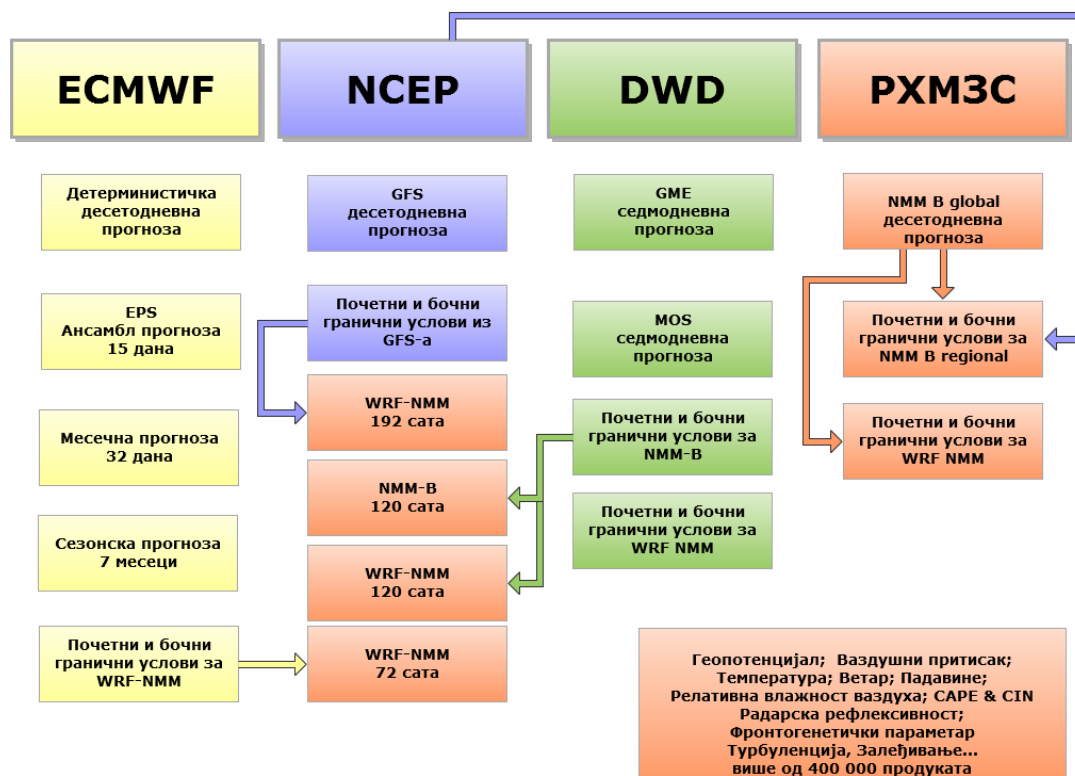 ECMWF
NCEP
DWD
РХМЗС
Детерминистичка
десетодневна
прогноза
EPS
Ансамбл прогноза
15 дана
Месечна прогноза
32 дана
Сезонска прогноза
7 месеци
Почетни и бочни
гранични услови за
WRF-NMM
GFS
десетодневна
прогноза
Почетни и бочни
гранични услови из
GFS-а
WRF-NMM
192 сата
NMM-B
120 сата
WRF-NMM
120 сата
WRF-NMM
72 сата
GME
седмодневна
прогноза
MOS
седмодневна
прогноза
Почетни и бочни
гранични услови за
NMM-B
Почетни и бочни
гранични услови за
WRF NMM
NMM B global
десетодневна
прогноза
Почетни и бочни
гранични услови за
NMM B regional
Почетни и бочни
гранични услови за
WRF NMM
Геопотенцијал; Ваздушни притисак;
Температура; Ветар; Падавине;
Релативна влажност ваздуха; CAPE & CIN
Радарска рефлексивност;
Фронтогенетички параметар
Турбуленција, Залеђивање...
више од 400 000 продуката